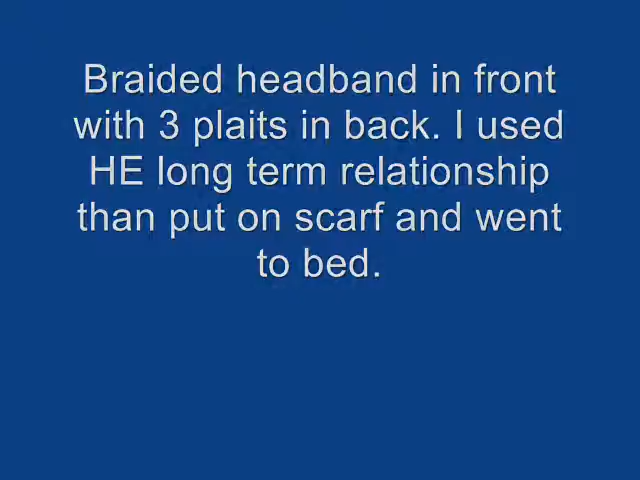 Braided headband in front
with 3 plaits in back. I used
HE long term relationship
than put on scarf and went
to bed.